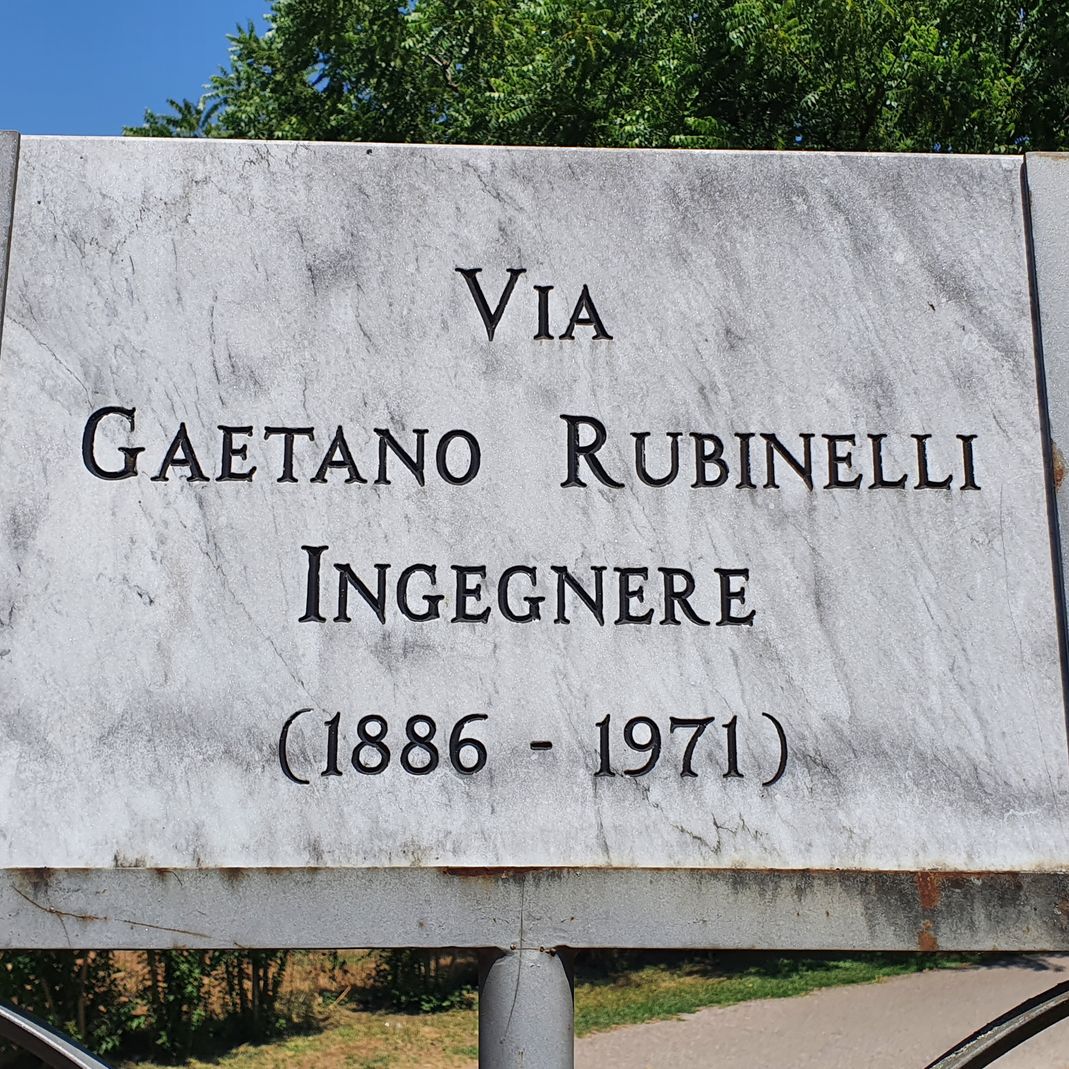 Via
Gaetano Rubinelli
Ingegnere
(1886 - 1971)